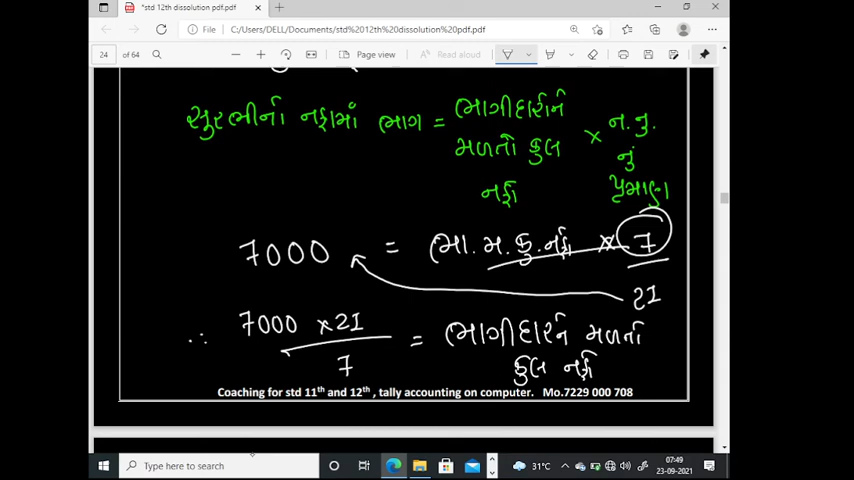 *std 12th dissolution pdf.pdf
File
C:/Users/DELL/Documents/std%2012th%20dissolution%20pdf.pdf
24 of 64
Page view
Read aloud
સુરભીનાં નફામાં ભાગ = ભાગીદારીને મળતો કુલ નફો × ન.નુ. નું પ્રમાણ
7000 = ભા.મ.કુ.નફો × 7
21
∴ 7000 × 21
7
= ભાગીદારીને મળતો કુલ નફો
Coaching for std 11th and 12th , tally accounting on computer. Mo.7229 000 708
Type here to search
31°C
07:49
23-09-2021